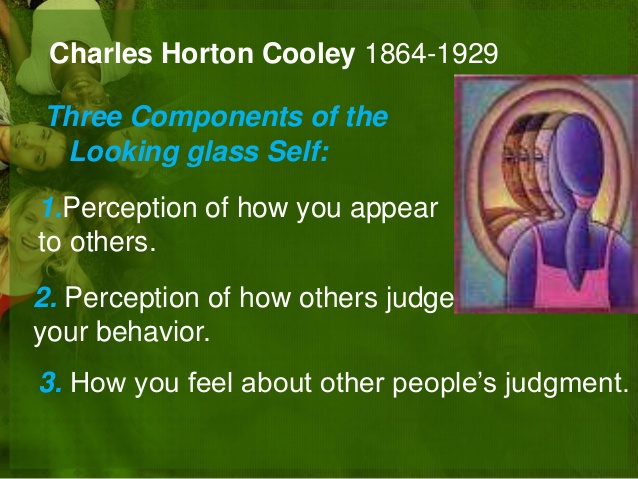 Charles Horton Cooley 1864-1929
Three Components of the
Looking glass Self:
1.Perception of how you appear
to others.
2. Perception of how others judge
your behavior.
3. How you feel about other people’s judgment.